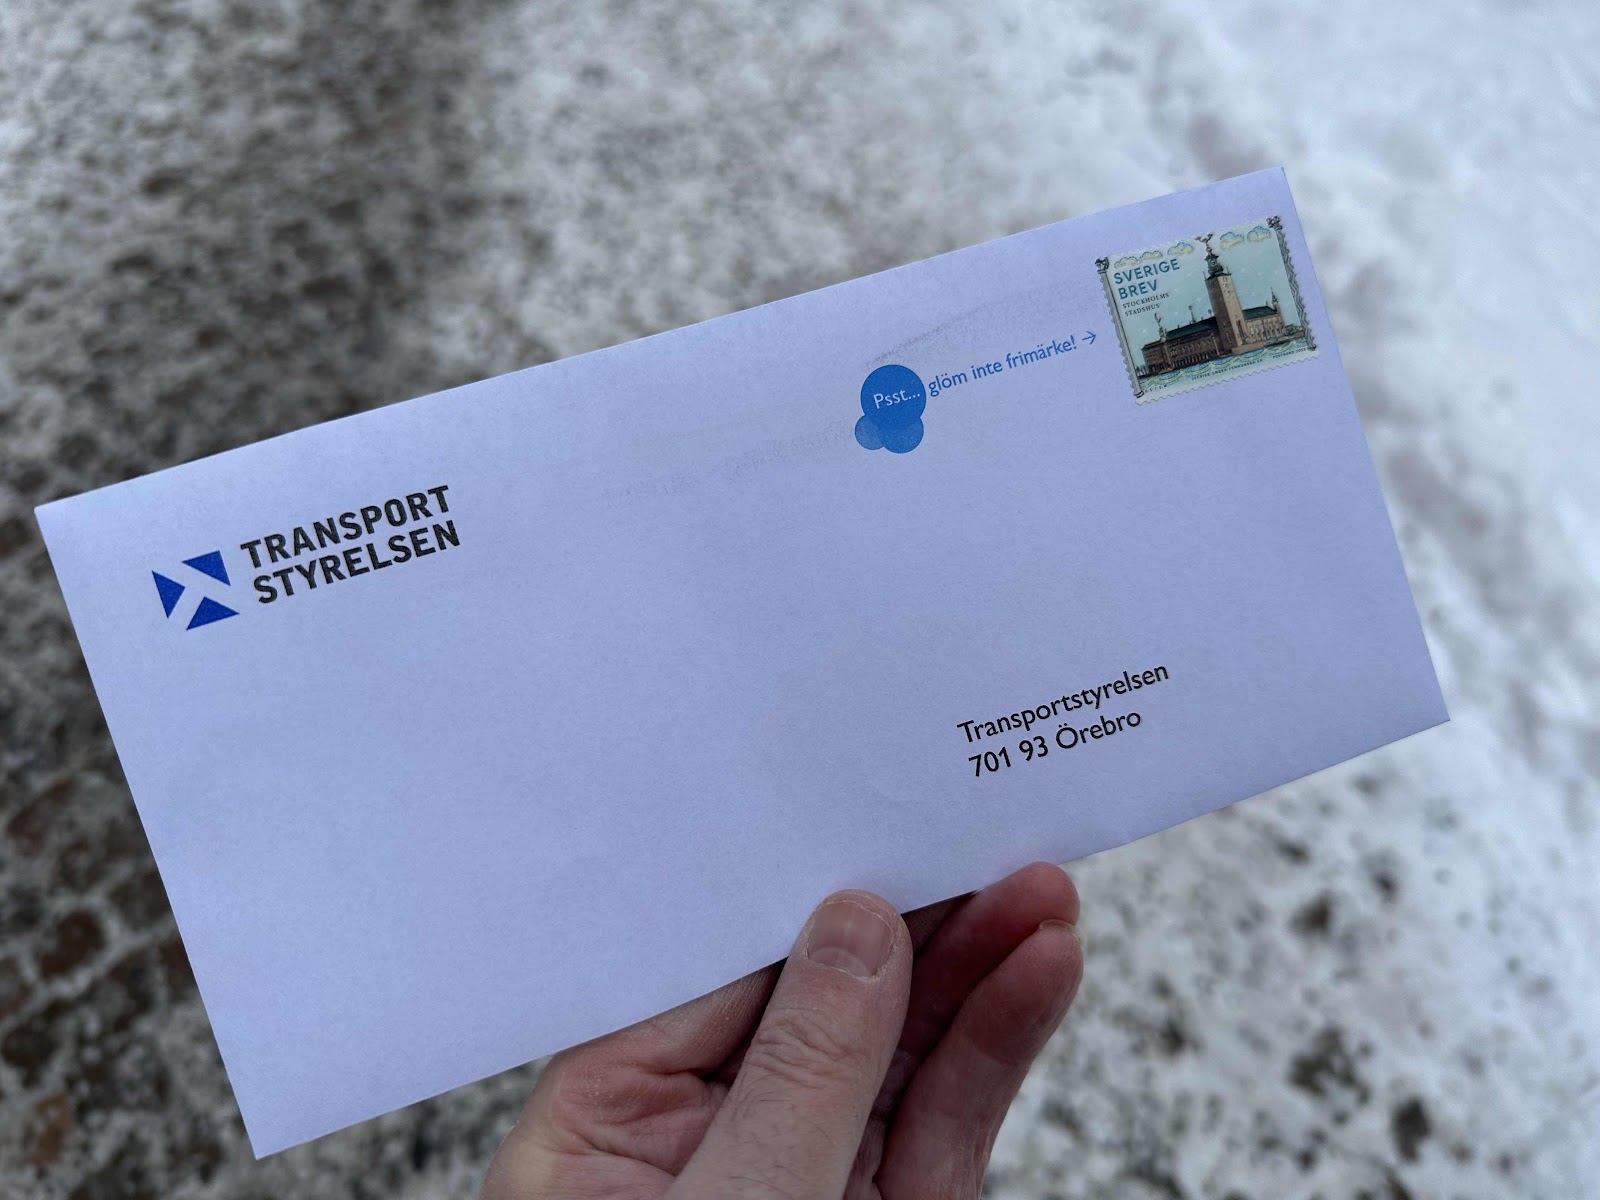 SVERIGE
BREV
STOCKHOLMS
STADSHUS
Psst... glöm inte frimärke! →
TRANSPORT
STYRELSEN
Transportstyrelsen
701 93 Örebro